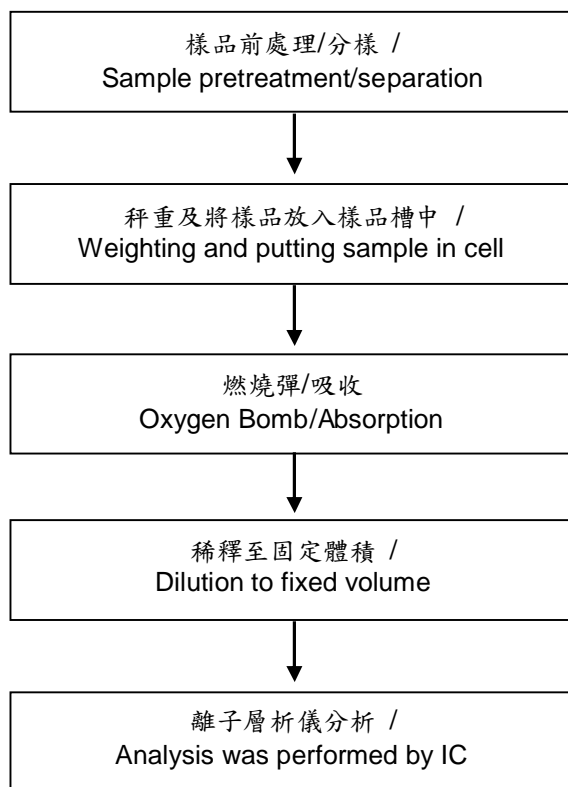 樣品前處理/分樣 /
Sample pretreatment/separation
秤重及將樣品放入樣品槽中 /
Weighting and putting sample in cell
燃燒彈/吸收
Oxygen Bomb/Absorption
稀釋至固定體積 /
Dilution to fixed volume
離子層析儀分析 /
Analysis was performed by IC